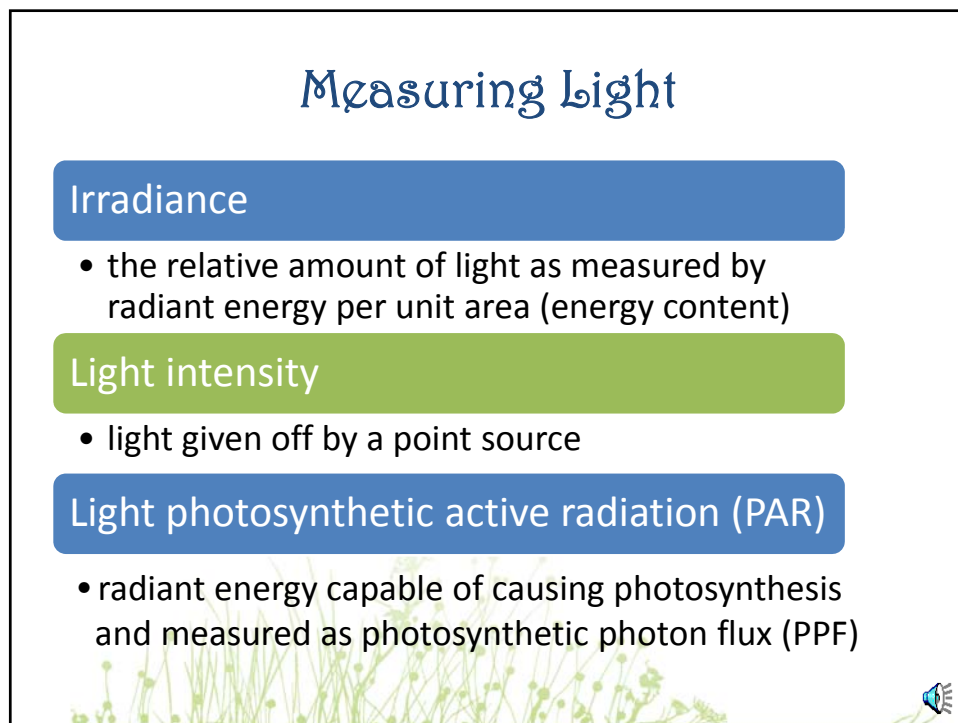 Measuring Light
Irradiance
• the relative amount of light as measured by
radiant energy per unit area (energy content)
Light intensity
• light given off by a point source
Light photosynthetic active radiation (PAR)
• radiant energy capable of causing photosynthesis
and measured as photosynthetic photon flux (PPF)